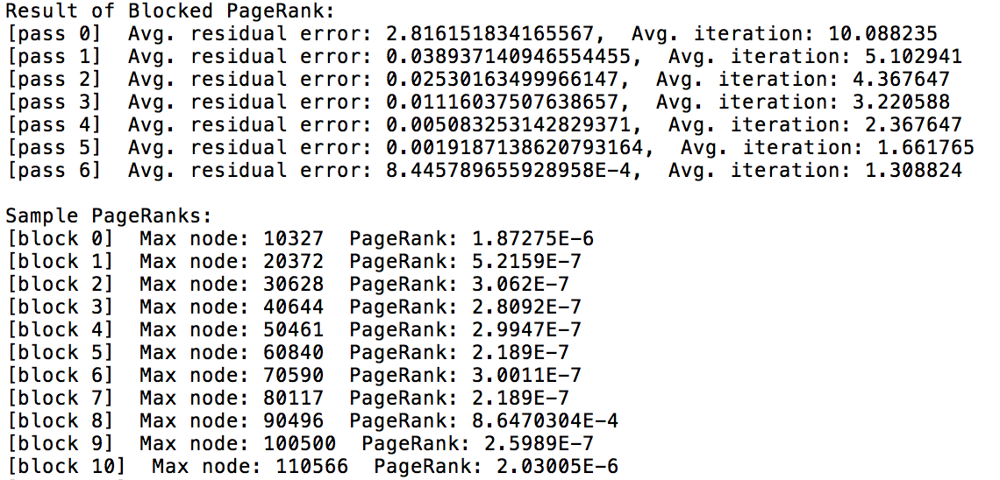 Result of Blocked PageRank:
[pass 0]  Avg. residual error: 2.816151834165567,  Avg. iteration: 10.088235
[pass 1]  Avg. residual error: 0.038937140946554455,  Avg. iteration: 5.102941
[pass 2]  Avg. residual error: 0.02530163499966147,  Avg. iteration: 4.367647
[pass 3]  Avg. residual error: 0.01116037507638657,  Avg. iteration: 3.220588
[pass 4]  Avg. residual error: 0.005083253142829371,  Avg. iteration: 2.367647
[pass 5]  Avg. residual error: 0.0019187138620793164,  Avg. iteration: 1.661765
[pass 6]  Avg. residual error: 8.445789655928958E-4,  Avg. iteration: 1.308824
Sample PageRanks:
[block 0]  Max node: 10327  PageRank: 1.87275E-6
[block 1]  Max node: 20372  PageRank: 5.2159E-7
[block 2]  Max node: 30628  PageRank: 3.062E-7
[block 3]  Max node: 40644  PageRank: 2.8092E-7
[block 4]  Max node: 50461  PageRank: 2.9947E-7
[block 5]  Max node: 60840  PageRank: 2.189E-7
[block 6]  Max node: 70590  PageRank: 3.0011E-7
[block 7]  Max node: 80117  PageRank: 2.189E-7
[block 8]  Max node: 90496  PageRank: 8.6470304E-4
[block 9]  Max node: 100500  PageRank: 2.5989E-7
[block 10]  Max node: 110566  PageRank: 2.03005E-6